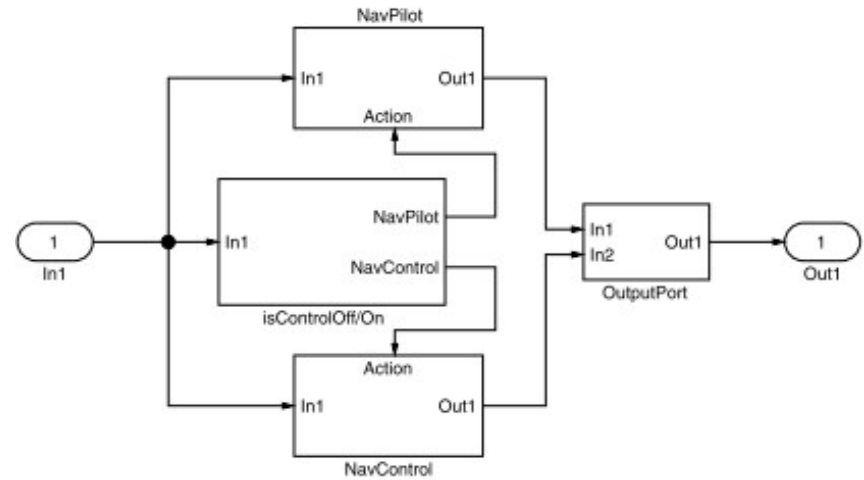 NavPilot
In1
Out1
Action
NavPilot
1
In1
NavControl
In1
isControlOff/On
In1
In2
Out1
OutputPort
1
Out1
Action
In1
Out1
NavControl